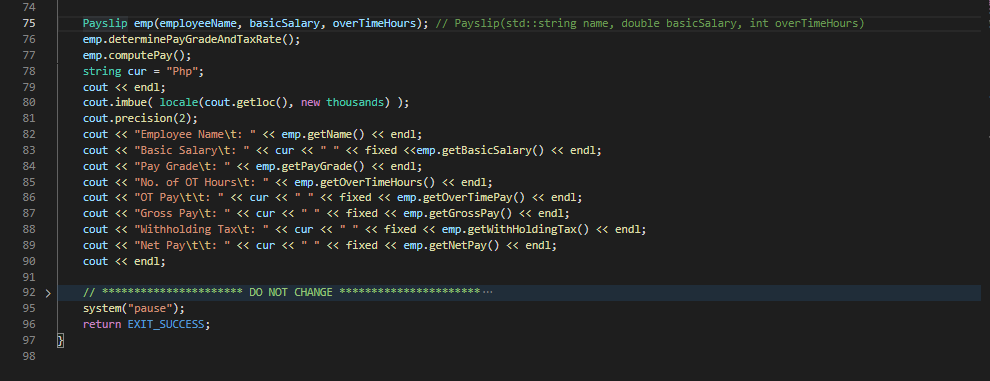 74
75 Payslip emp(employeeName, basicSalary, overTimeHours); // Payslip(std::string name, double basicSalary, int overTimeHours)
76 emp.determinePayGradeAndTaxRate();
77 emp.computePay();
78 string cur = "Php";
79 cout << endl;
80 cout.imbue( locale(cout.getloc(), new thousands) );
81 cout.precision(2);
82 cout << "Employee Name\t: " << emp.getName() << endl;
83 cout << "Basic Salary\t: " << cur << " " << fixed <<emp.getBasicSalary() << endl;
84 cout << "Pay Grade\t: " << emp.getPayGrade() << endl;
85 cout << "No. of OT Hours\t: " << emp.getOverTimeHours() << endl;
86 cout << "OT Pay\t\t: " << cur << " " << fixed << emp.getOverTimePay() << endl;
87 cout << "Gross Pay\t: " << cur << " " << fixed << emp.getGrossPay() << endl;
88 cout << "Withholding Tax\t: " << cur << " " << fixed << emp.getWithHoldingTax() << endl;
89 cout << "Net Pay\t\t: " << cur << " " << fixed << emp.getNetPay() << endl;
90 cout << endl;
91
92 // ********************** DO NOT CHANGE **********************…
95 system("pause");
96 return EXIT_SUCCESS;
97 }
98